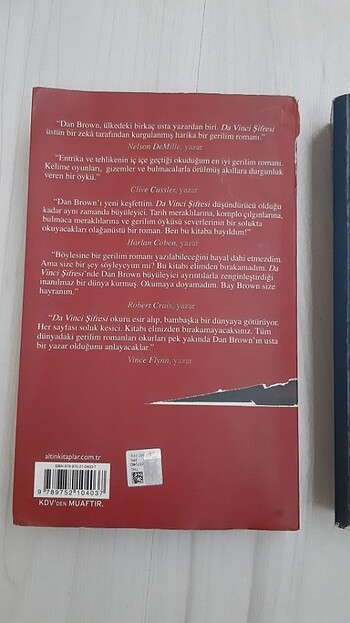 "Dan Brown, ülkedeki birkaç usta yazardan biri. Da Vinci Şifresi
üstün bir zekâ tarafından kurgulanmış harika bir gerilim romanı."
Nelson DeMille, yazar
"Entrika ve tehlikenin iç içe geçtiği okuduğum en iyi gerilim romanı.
Kelime oyunları, gizemler ve bulmacalarla örülmüş akıllara durgunluk
veren bir öykü."
Clive Cussler, yazar
"Dan Brown'ı yeni keşfettim. Da Vinci Şifresi düşündürücü olduğu
kadar aynı zamanda büyüleyici. Tarih meraklılarına, komplo çılgınlarına,
bulmaca meraklılarına ve gerilim öyküsü severlerinin bir solukta
okuyacakları olağanüstü bir roman. Ben bu kitaba bayıldım!"
Harlan Coben, yazar
"Böylesine bir gerilim romanı yazılabileceğini hayal dahi etmezdim.
Ama size bir şey söyleyeyim mi? Bu kitabı elimden bırakamadım. Da
Vinci Şifresi'nde Dan Brown büyüleyici ayrıntılarla zenginleştirdiği
inanılmaz bir dünya kurmuş. Okumaya doyamadım. Bay Brown size
hayranım."
Robert Crais, yazar
"Da Vinci Şifresi okuru esir alıp, bambaşka bir dünyaya götürüyor.
Her sayfası soluk kesici. Kitabı elinizden bırakamayacaksınız. Tüm
dünyadaki gerilim romanları okurları pek yakında Dan Brown'ın usta
bir yazar olduğunu anlayacaklar."
Vince Flynn, yazar
altinkitaplar.com.tr
ISBN 978-975-21-0403-7
9 789752 104037
KDV'DEN MUAFTIR.